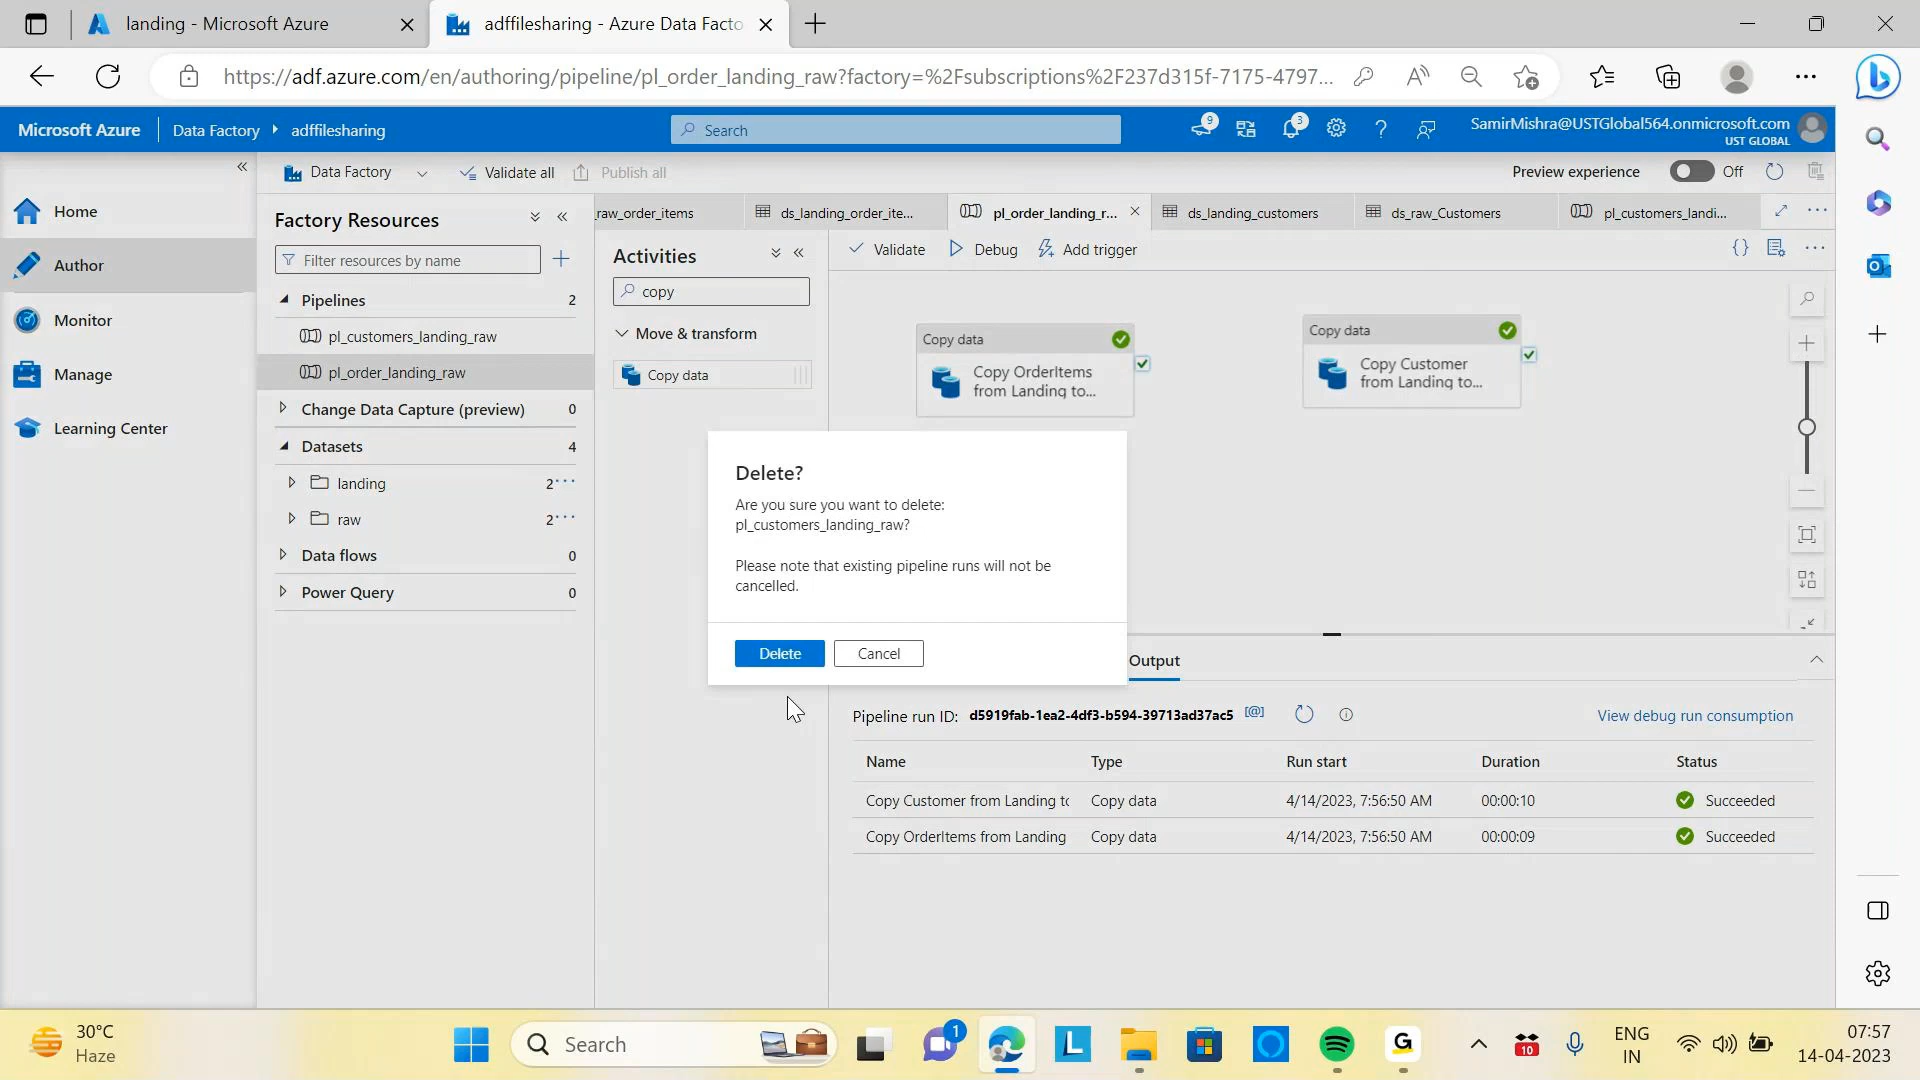 landing - Microsoft Azure
adffilesharing - Azure Data Facto
https://adf.azure.com/en/authoring/pipeline/pl_order_landing_raw?factory=%2Fsubscriptions%2F237d315f-7175-4797...
Microsoft Azure
Data Factory
adffilesharing
Search
9
3
SamirMishra@USTGlobal564.onmicrosoft.com
UST GLOBAL
Data Factory
Validate all
Publish all
Preview experience
Off
Home
Author
Monitor
Manage
Learning Center
Factory Resources
Filter resources by name
Pipelines 2
pl_customers_landing_raw
pl_order_landing_raw
Change Data Capture (preview) 0
Datasets 4
landing 2
raw 2
Data flows 0
Power Query 0
raw_order_items
ds_landing_order_ite...
pl_order_landing_r...
ds_landing_customers
ds_raw_Customers
pl_customers_landi...
Activities
copy
Move & transform
Copy data
Validate
Debug
Add trigger
Copy data
Copy OrderItems
from Landing to...
Copy data
Copy Customer
from Landing to...
Delete?
Are you sure you want to delete:
pl_customers_landing_raw?
Please note that existing pipeline runs will not be
cancelled.
Delete
Cancel
Output
Pipeline run ID: d5919fab-1ea2-4df3-b594-39713ad37ac5
View debug run consumption
Name Type Run start Duration Status
Copy Customer from Landing to Copy data 4/14/2023, 7:56:50 AM 00:00:10 Succeeded
Copy OrderItems from Landing Copy data 4/14/2023, 7:56:50 AM 00:00:09 Succeeded
30°C
Haze
Search
1
L
G
10
ENG
IN
07:57
14-04-2023